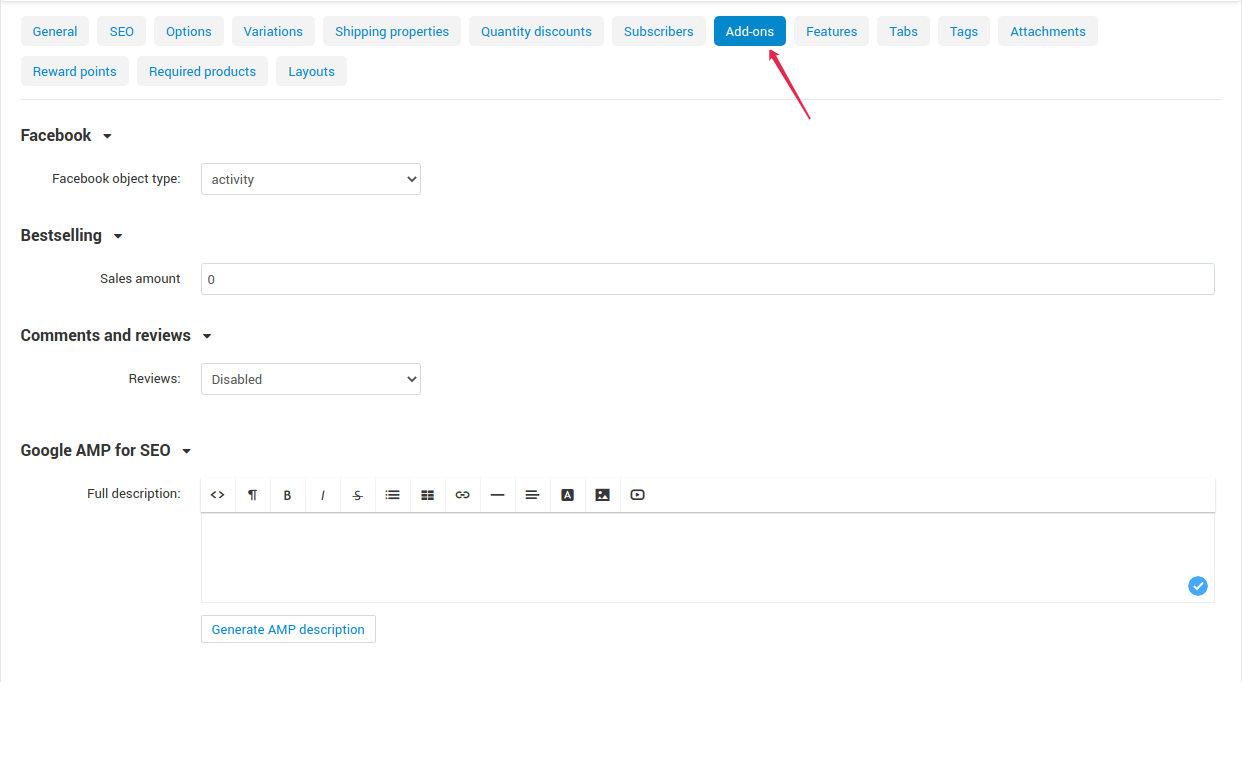 General SEO Options Variations Shipping properties Quantity discounts Subscribers Add-ons Features Tabs Tags Attachments
Reward points Required products Layouts
Facebook
Facebook object type: activity
Bestselling
Sales amount 0
Comments and reviews
Reviews: Disabled
Google AMP for SEO
Full description: <> ¶ B I S A
Generate AMP description